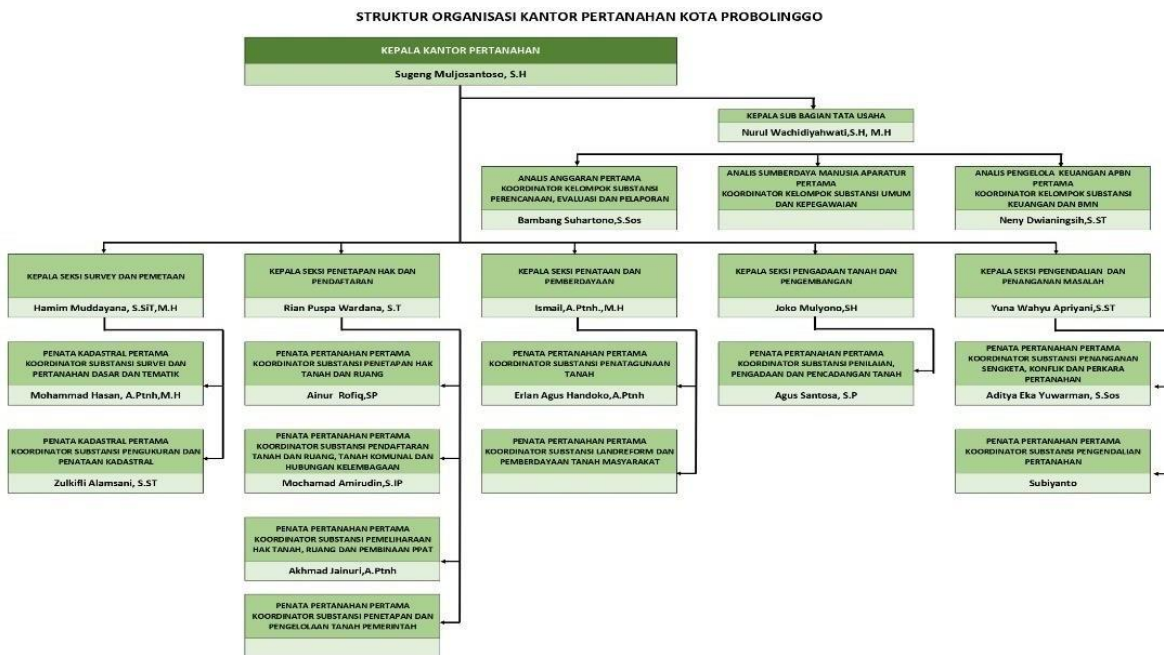 STRUKTUR ORGANISASI KANTOR PERTANAHAN KOTA PROBOLINGGO
KEPALA KANTOR PERTANAHAN
Sugeng Muljosantoso, S.H
KEPALA SUB BAGIAN TATA USAHA
Nurul Wachidiyahwati,S.H, M.H
ANALIS ANGGARAN PERTAMA
KOORDINATOR KELOMPOK SUBSTANSI
PERENCANAAN, EVALUASI DAN PELAPORAN
Bambang Suhartono,S.Sos
ANALIS SUMBERDAYA MANUSIA APARATUR
PERTAMA
KOORDINATOR KELOMPOK SUBSTANSI UMUM
DAN KEPEGAWAIAN
ANALIS PENGELOLA KEUANGAN APBN
PERTAMA
KOORDINATOR KELOMPOK SUBSTANSI
KEUANGAN DAN BMN
Neny Dwianingsih,S.ST
KEPALA SEKSI SURVEY DAN PEMETAAN
Hamim Muddayana, S.SiT,M.H
PENATA KADASTRAL PERTAMA
KOORDINATOR SUBSTANSI SURVEI DAN
PERTANAHAN DASAR DAN TEMATIK
Mohammad Hasan, A.Ptnh,M.H
PENATA KADASTRAL PERTAMA
KOORDINATOR SUBSTANSI PENGUKURAN DAN
PENATAAN KADASTRAL
Zulkifli Alamsani, S.ST
KEPALA SEKSI PENETAPAN HAK DAN
PENDAFTARAN
Rian Puspa Wardana, S.T
PENATA PERTANAHAN PERTAMA
KOORDINATOR SUBSTANSI PENETAPAN HAK
TANAH DAN RUANG
Ainur Rofiq,SP
PENATA PERTANAHAN PERTAMA
KOORDINATOR SUBSTANSI PENDAFTARAN
TANAH DAN RUANG, TANAH KOMUNAL DAN
HUBUNGAN KELEMBAGAAN
Mochamad Amirudin,S.IP
PENATA PERTANAHAN PERTAMA
KOORDINATOR SUBSTANSI PEMELIHARAAN
HAK TANAH, RUANG DAN PEMBINAAN PPAT
Akhmad Jainuri,A.Ptnh
PENATA PERTANAHAN PERTAMA
KOORDINATOR SUBSTANSI PENETAPAN DAN
PENGELOLAAN TANAH PEMERINTAH
KEPALA SEKSI PENATAAN DAN
PEMBERDAYAAN
Ismail,A.Ptnh.,M.H
PENATA PERTANAHAN PERTAMA
KOORDINATOR SUBSTANSI PENATAGUNAAN
TANAH
Erlan Agus Handoko,A.Ptnh
PENATA PERTANAHAN PERTAMA
KOORDINATOR SUBSTANSI LANDREFORM DAN
PEMBERDAYAAN TANAH MASYARAKAT
KEPALA SEKSI PENGADAAN TANAH DAN
PENGEMBANGAN
Joko Mulyono,SH
PENATA PERTANAHAN PERTAMA
KOORDINATOR SUBSTANSI PENILAIAN,
PENGADAAN DAN PENCADANGAN TANAH
Agus Santosa, S.P
KEPALA SEKSI PENGENDALIAN DAN
PENANGANAN MASALAH
Yuna Wahyu Apriyani,S.ST
PENATA PERTANAHAN PERTAMA
KOORDINATOR SUBSTANSI PENANGANAN
SENGKETA, KONFLIK DAN PERKARA
PERTANAHAN
Aditya Eka Yuwarman, S.Sos
PENATA PERTANAHAN PERTAMA
KOORDINATOR SUBSTANSI PENGENDALIAN
PERTANAHAN
Subiyanto